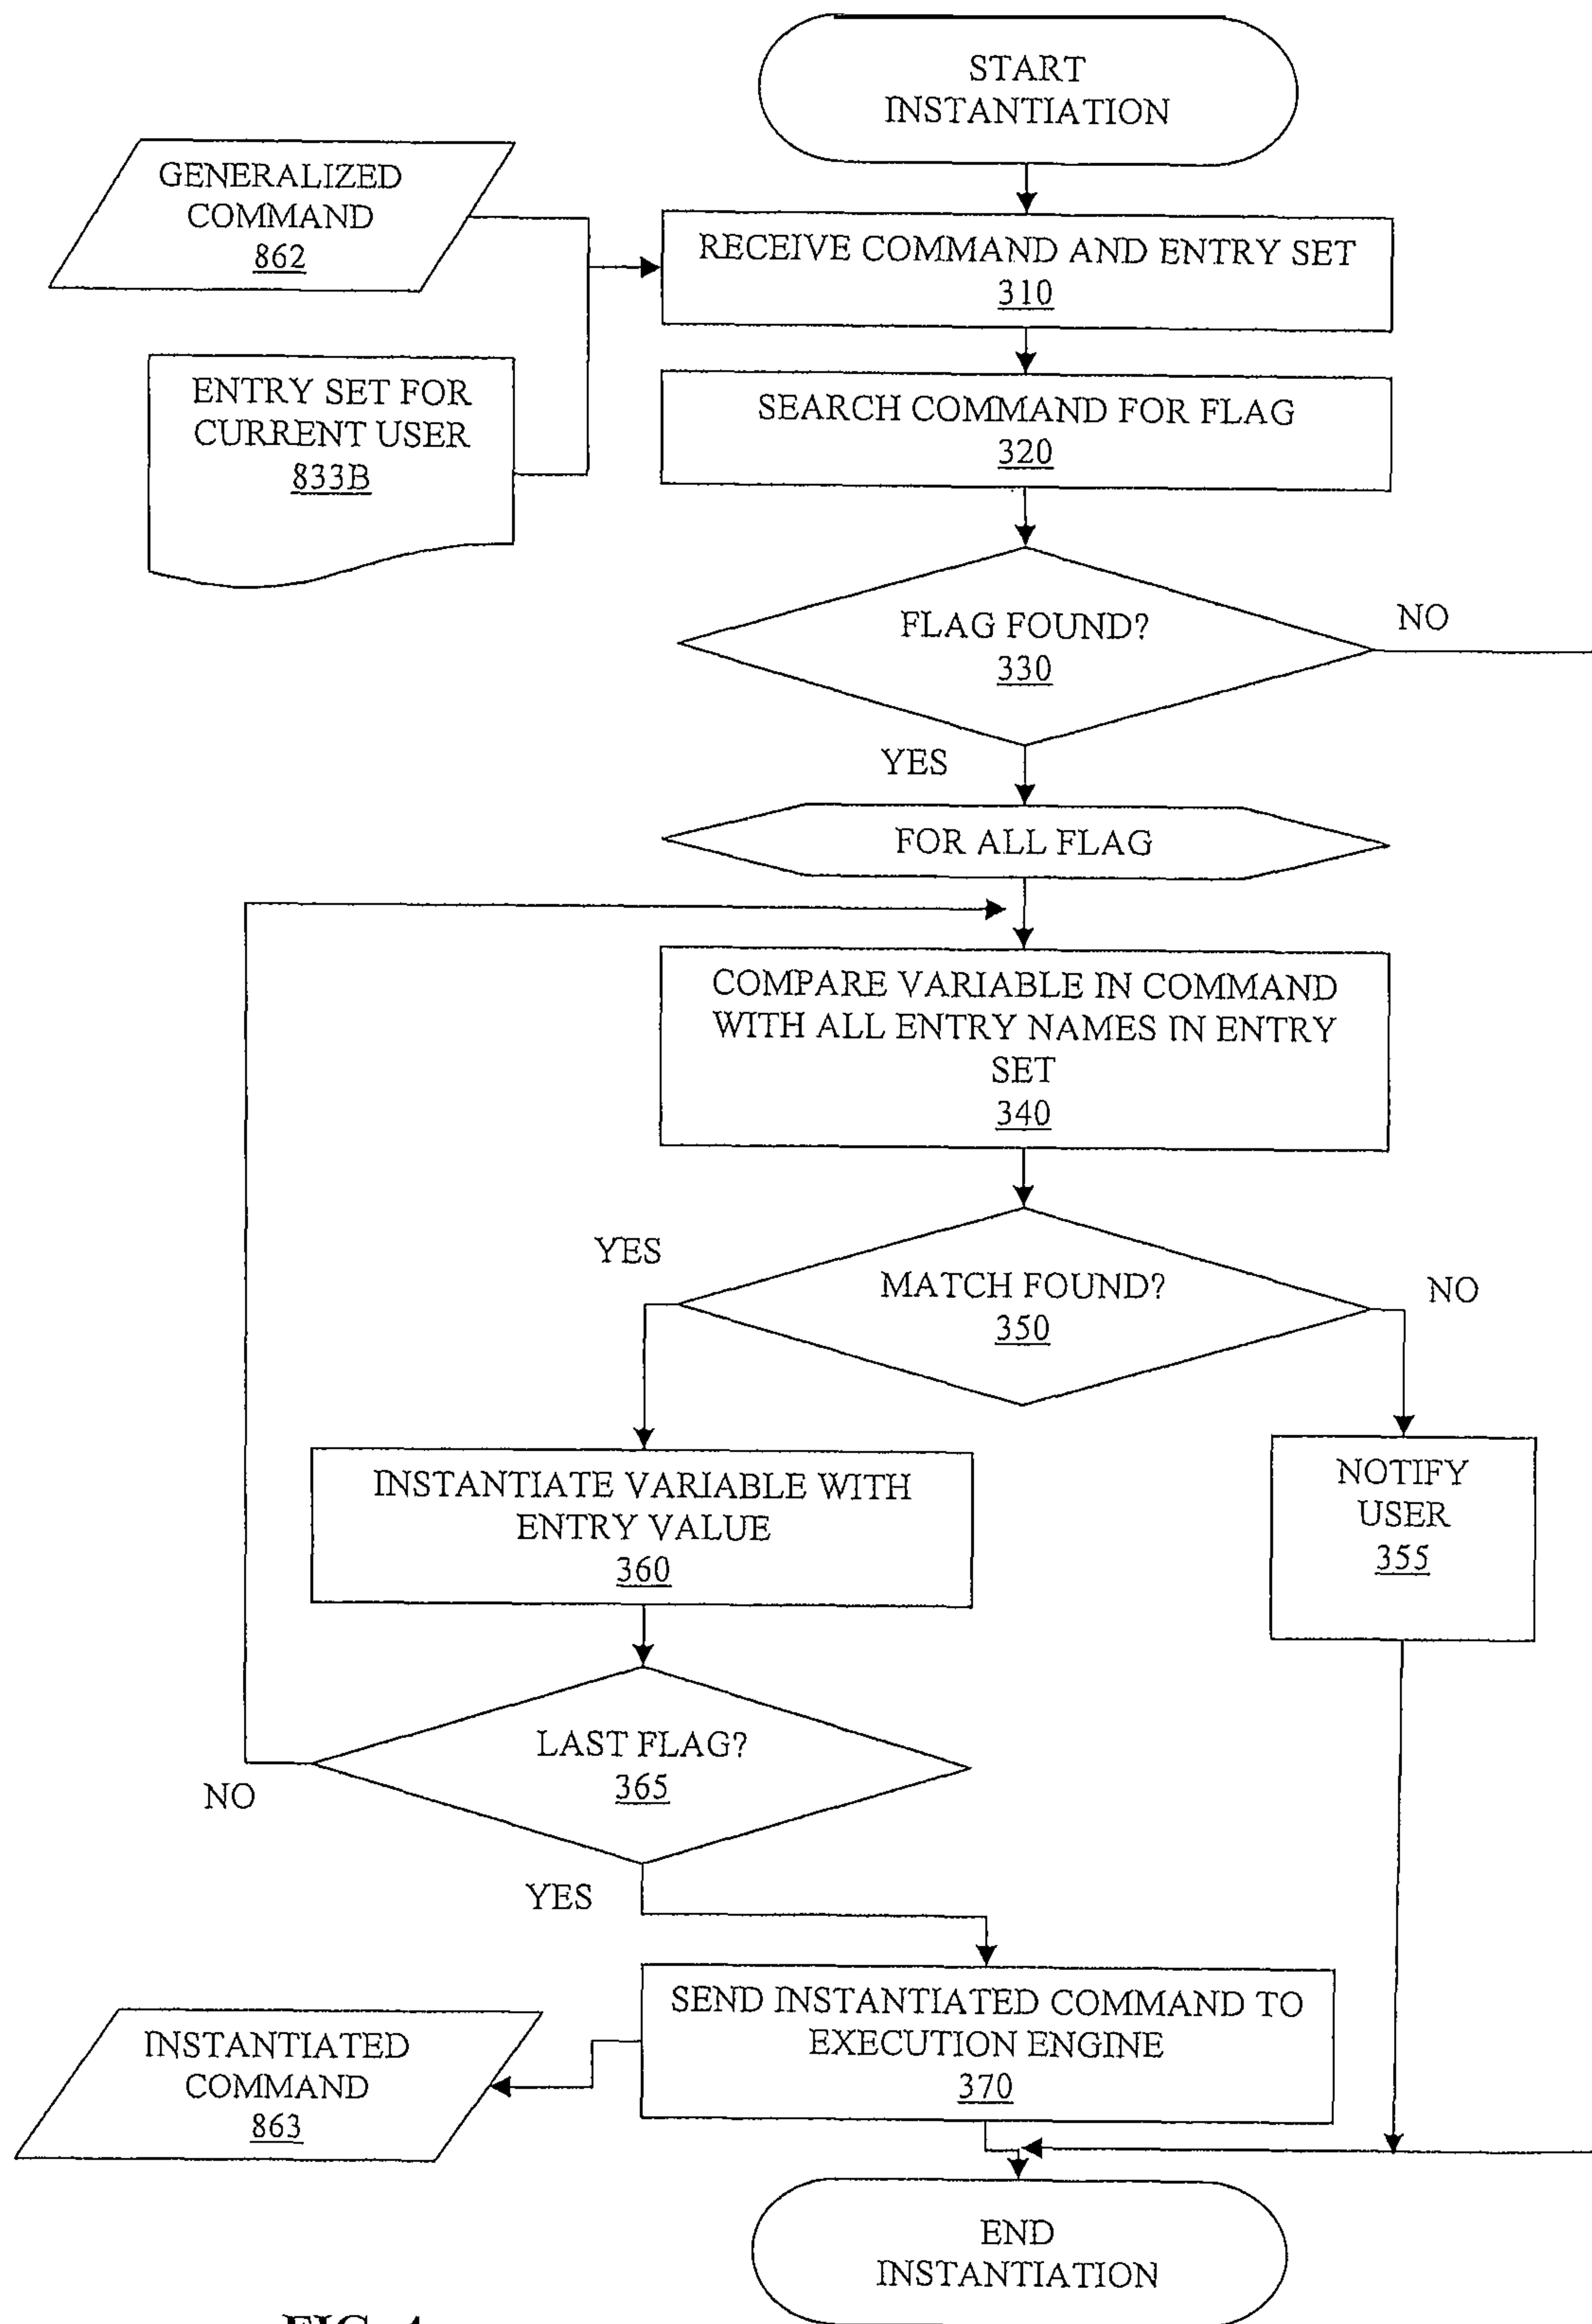 START
INSTANTIATION
GENERALIZED
COMMAND
862
RECEIVE COMMAND AND ENTRY SET
310
ENTRY SET FOR
CURRENT USER
833B
SEARCH COMMAND FOR FLAG
320
FLAG FOUND?
330
NO
YES
FOR ALL FLAG
COMPARE VARIABLE IN COMMAND
WITH ALL ENTRY NAMES IN ENTRY
SET
340
YES
MATCH FOUND?
350
NO
INSTANTIATE VARIABLE WITH
ENTRY VALUE
360
NOTIFY
USER
355
LAST FLAG?
365
NO
YES
SEND INSTANTIATED COMMAND TO
EXECUTION ENGINE
370
INSTANTIATED
COMMAND
863
END
INSTANTIATION
FIG. 4